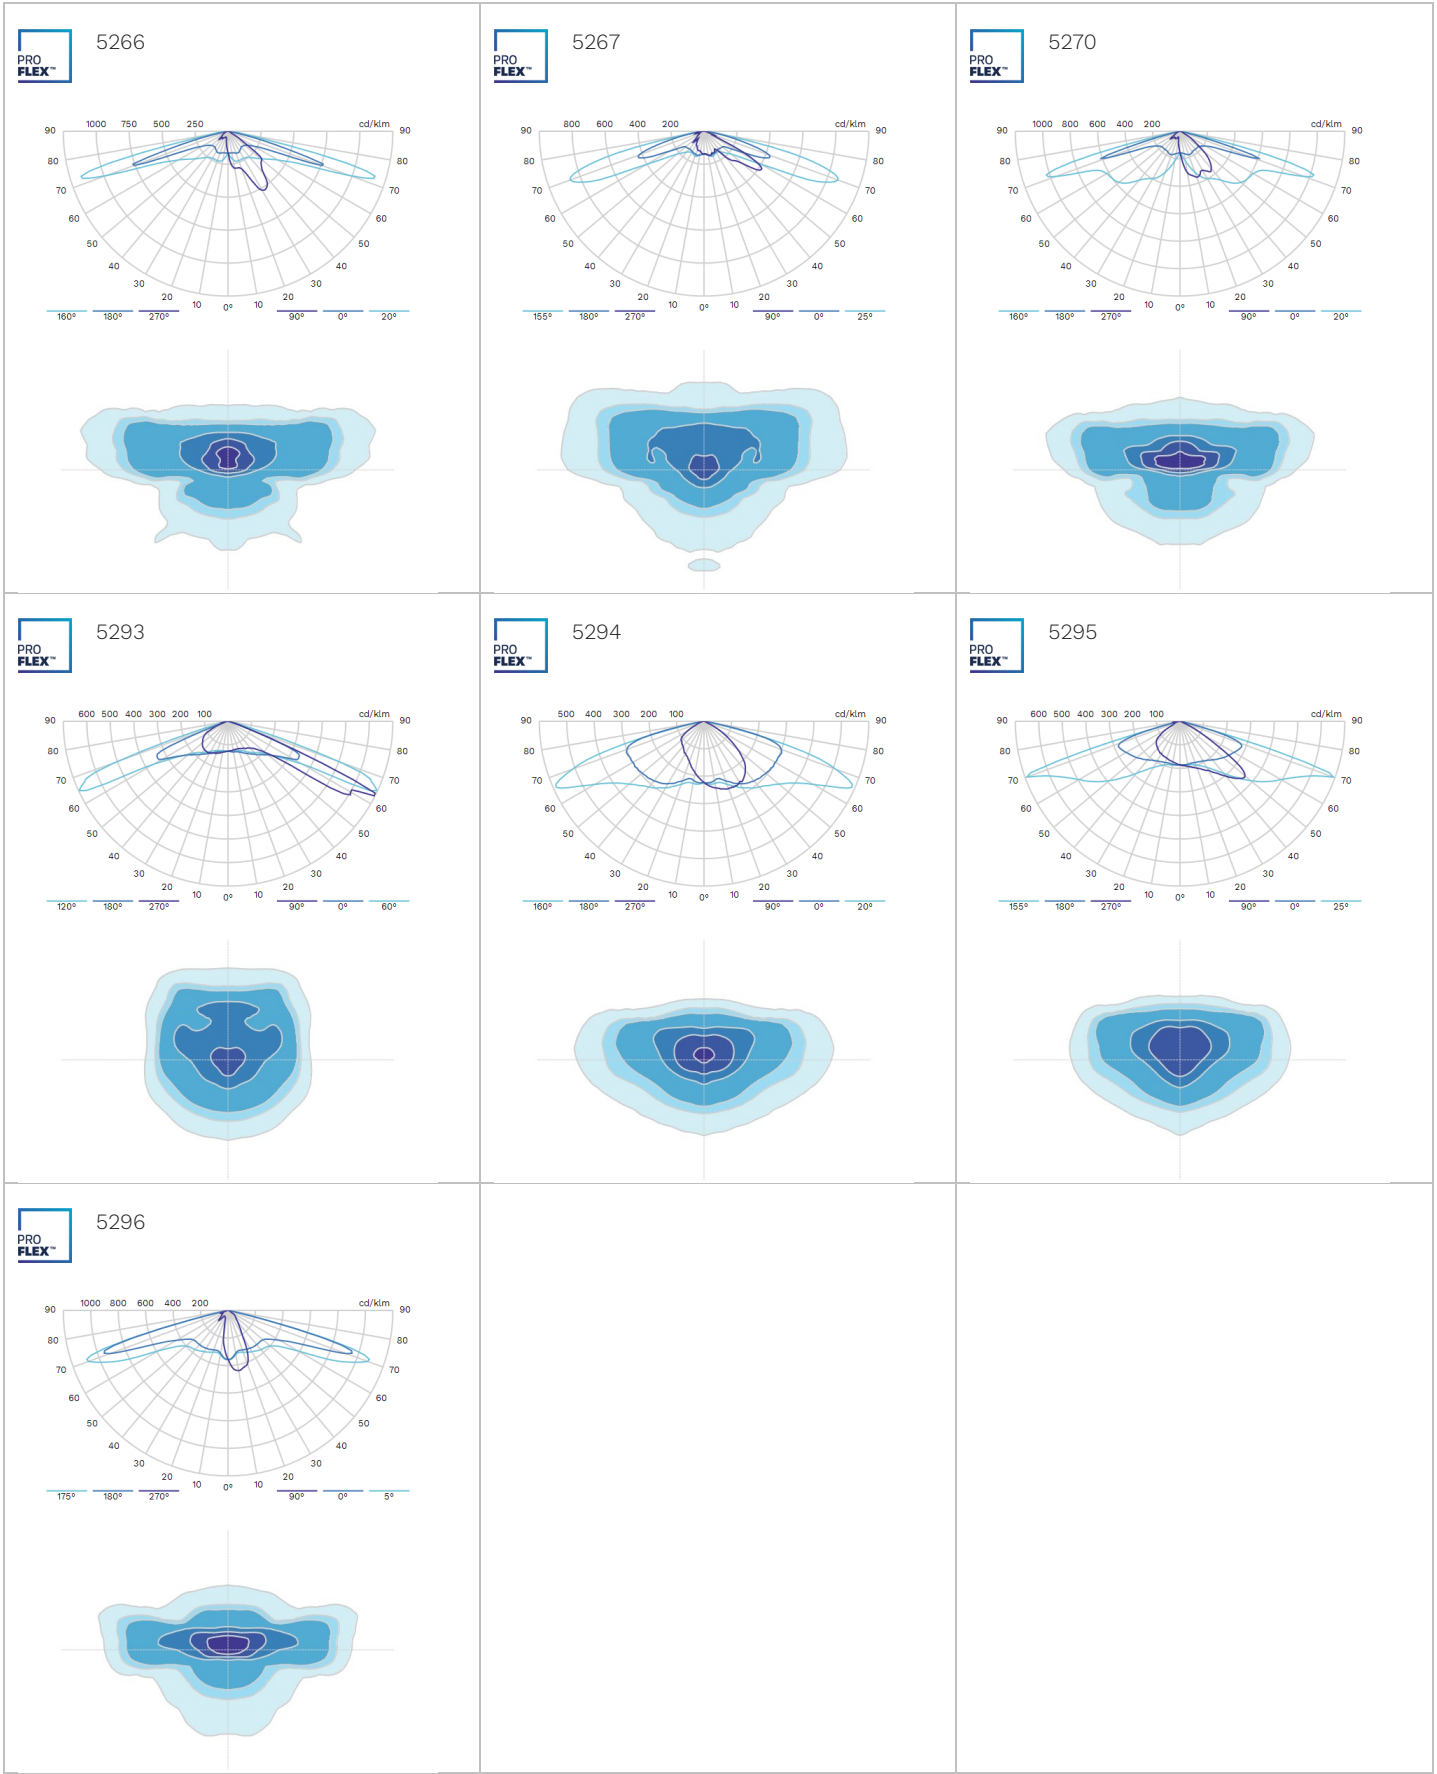 5266 5267 5270
PRO PRO PRO
FLEX™ FLEX™ FLEX™
1000 750 500 250 cd/klm 800 600 400 200 cd/klm 1000 800 600 400 200 cd/klm
90 90 90 90 90 90
80 80 80 80 80 80
70 70 70 70 70 70
60 60 60 60 60 60
50 50 50 50 50 50
40 40 40 40 40 40
30 30 30 30 30 30
20 10 0° 10 20 20 10 0° 10 20 20 10 0° 10 20
160° 180° 270° 90° 0° 20° 155° 180° 270° 90° 0° 25° 160° 180° 270° 90° 0° 20°
5293 5294 5295
PRO PRO PRO
FLEX™ FLEX™ FLEX™
600 500 400 300 200 100 cd/klm 500 400 300 200 100 cd/klm 600 500 400 300 200 100 cd/klm
90 90 90 90 90 90
80 80 80 80 80 80
70 70 70 70 70 70
60 60 60 60 60 60
50 50 50 50 50 50
40 40 40 40 40 40
30 30 30 30 30 30
20 10 0° 10 20 20 10 0° 10 20 20 10 0° 10 20
120° 180° 270° 90° 0° 60° 160° 180° 270° 90° 0° 20° 155° 180° 270° 90° 0° 25°
5296
PRO
FLEX™
1000 800 600 400 200 cd/klm
90 90
80 80
70 70
60 60
50 50
40 40
30 30
20 10 0° 10 20
175° 180° 270° 90° 0° 5°